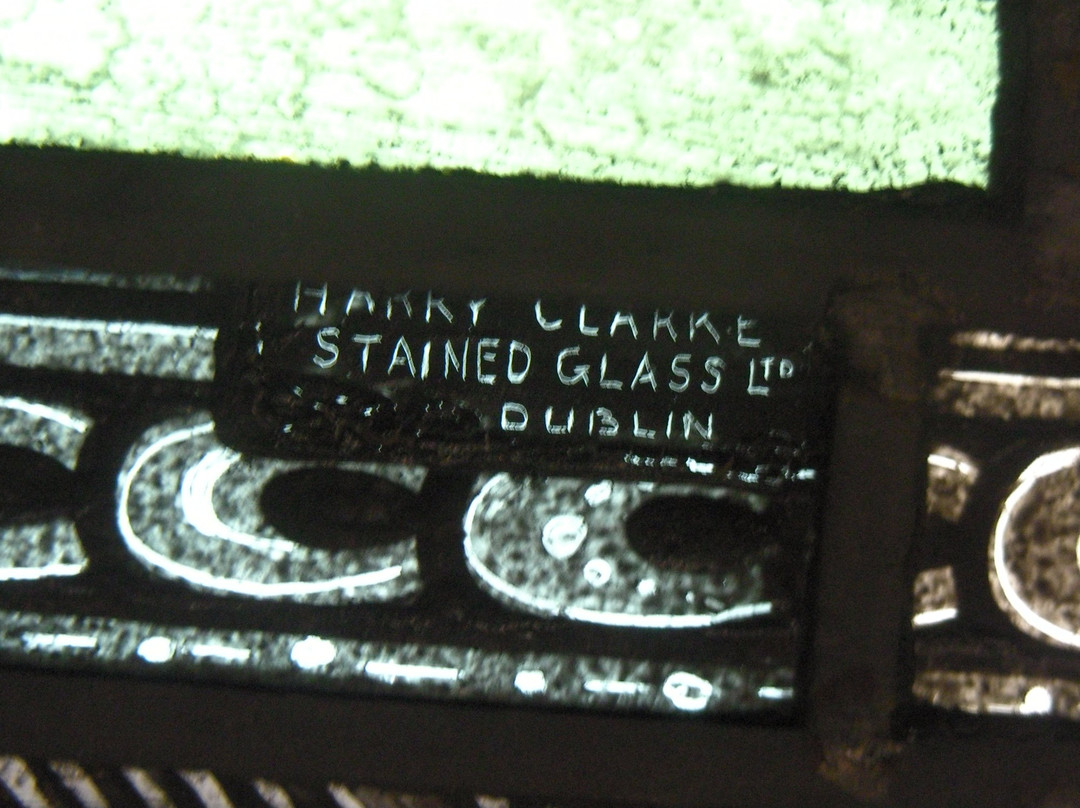 HARRY CLARKE
STAINED GLASS LTD
DUBLIN